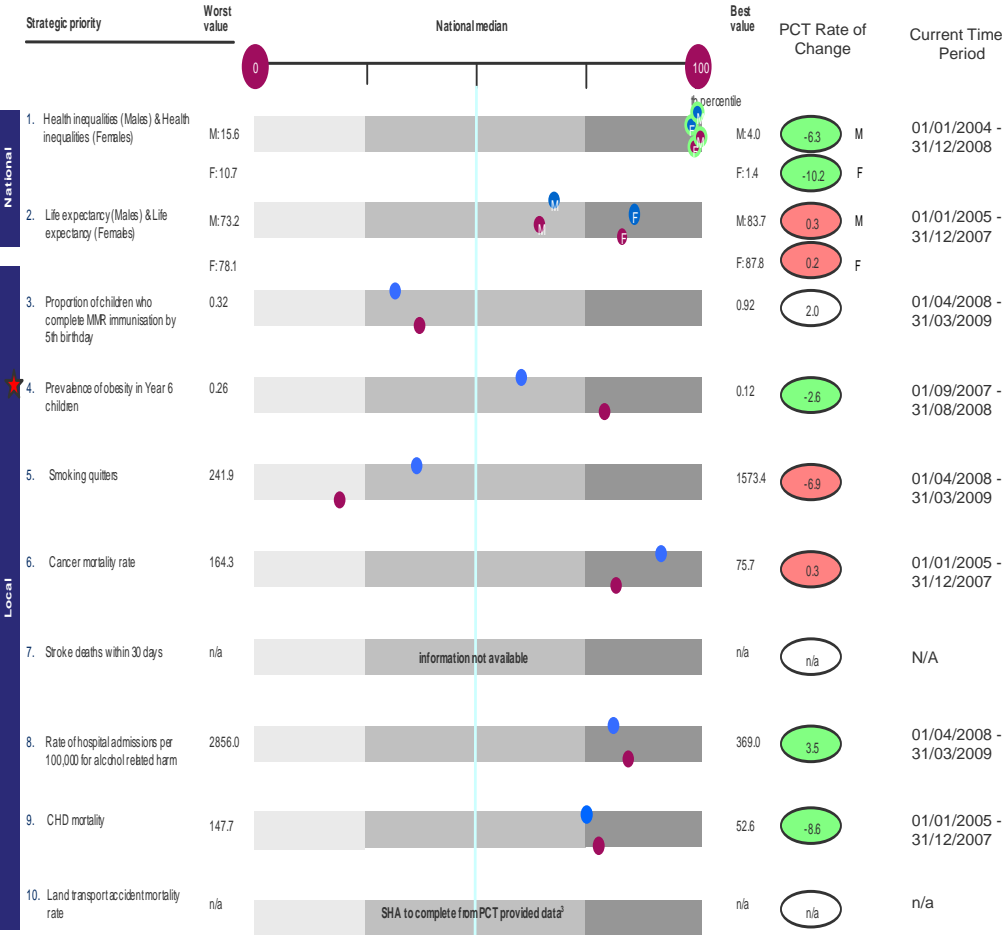 Strategic priority
Worst value
National median
Best value
PCT Rate of Change
Current Time Period
0
100
th percentile
National
1. Health inequalities (Males) & Health inequalities (Females)
M:15.6
F:10.7
M
F
M
F
M: 4.0
F: 1.4
-6.3 M
-10.2 F
01/01/2004 -
31/12/2008
2. Life expectancy (Males) & Life expectancy (Females)
M:73.2
F: 78.1
M
F
M
F
M: 83.7
F: 87.8
0.3 M
0.2 F
01/01/2005 -
31/12/2007
Local
3. Proportion of children who complete MMR immunisation by 5th birthday
0.32
0.92
2.0
01/04/2008 -
31/03/2009
4. Prevalence of obesity in Year 6 children
0.26
0.12
-2.6
01/09/2007 -
31/08/2008
5. Smoking quitters
241.9
1573.4
-6.9
01/04/2008 -
31/03/2009
6. Cancer mortality rate
164.3
75.7
0.3
01/01/2005 -
31/12/2007
7. Stroke deaths within 30 days
n/a
information not available
n/a
n/a
N/A
8. Rate of hospital admissions per 100,000 for alcohol related harm
2856.0
369.0
3.5
01/04/2008 -
31/03/2009
9. CHD mortality
147.7
52.6
-8.6
01/01/2005 -
31/12/2007
10. Land transport accident mortality rate
n/a
SHA to complete from PCT provided data³
n/a
n/a
n/a